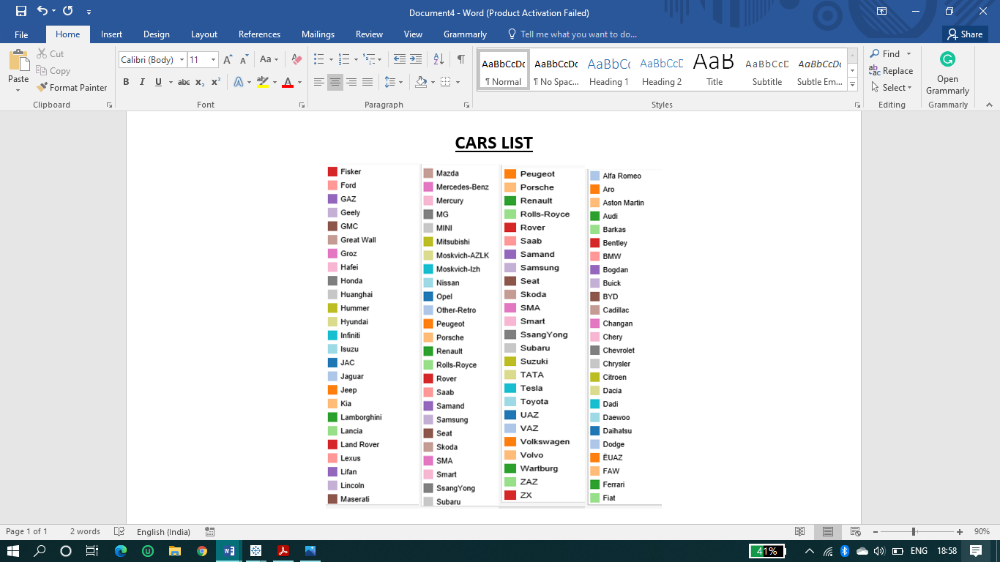 Document4 - Word (Product Activation Failed)
File Home Insert Design Layout References Mailings Review View Grammarly Tell me what you want to do... Share
Paste
Cut
Copy
Format Painter
Clipboard
Calibri (Body) 11
Font
Paragraph
AaBbCcDc AaBbCcDc AaBbCc AaBbCcD AaB AaBbCcD AaBbCcDc
¶ Normal ¶ No Spac... Heading 1 Heading 2 Title Subtitle Subtle Em...
Styles
Find
Replace
Select
Editing
Open
Grammarly
Grammarly
CARS LIST
Fisker
Ford
GAZ
Geely
GMC
Great Wall
Groz
Hafei
Honda
Huanghai
Hummer
Hyundai
Infiniti
Isuzu
JAC
Jaguar
Jeep
Kia
Lamborghini
Lancia
Land Rover
Lexus
Lifan
Lincoln
Maserati
Mazda
Mercedes-Benz
Mercury
MG
MINI
Mitsubishi
Moskvich-AZLK
Moskvich-Izh
Nissan
Opel
Other-Retro
Peugeot
Porsche
Renault
Rolls-Royce
Rover
Saab
Samand
Samsung
Seat
Skoda
SMA
Smart
SsangYong
Subaru
Peugeot
Porsche
Renault
Rolls-Royce
Rover
Saab
Samand
Samsung
Seat
Skoda
SMA
Smart
SsangYong
Subaru
Suzuki
TATA
Tesla
Toyota
UAZ
VAZ
Volkswagen
Volvo
Wartburg
ZAZ
ZX
Alfa Romeo
Aro
Aston Martin
Audi
Barkas
Bentley
BMW
Bogdan
Buick
BYD
Cadillac
Changan
Chery
Chevrolet
Chrysler
Citroen
Dacia
Dadi
Daewoo
Daihatsu
Dodge
ËUAZ
FAW
Ferrari
Fiat
Page 1 of 1 2 words English (India) 90%
41% ENG 18:58